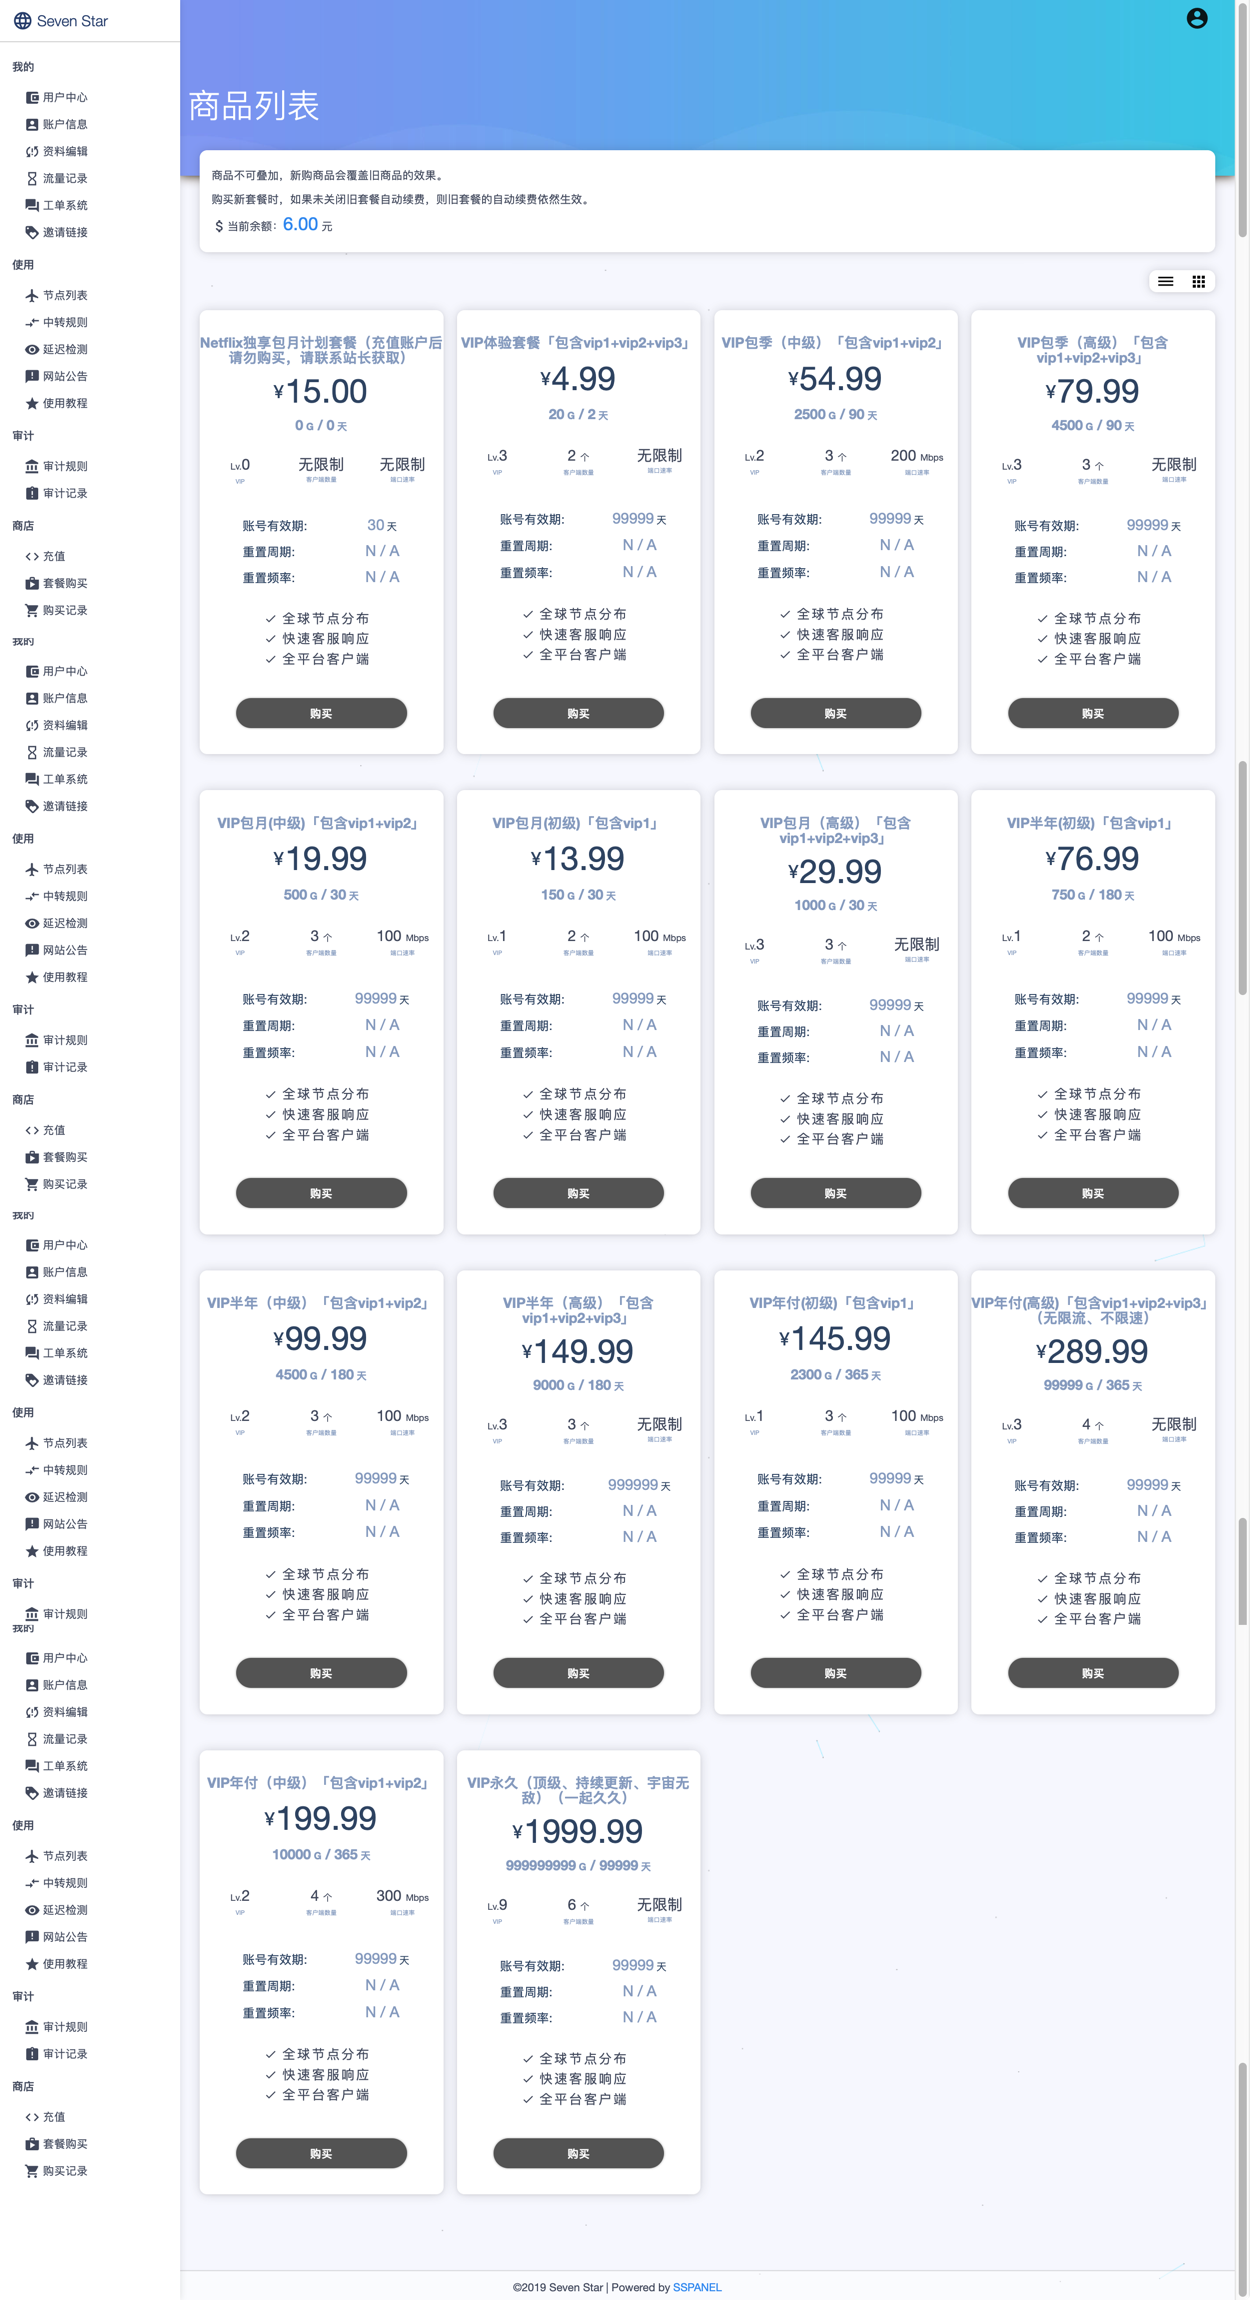 Seven Star
我的
用户中心
账户信息
资料编辑
流量记录
工单系统
邀请链接
使用
节点列表
中转规则
延迟检测
网站公告
使用教程
审计
审计规则
审计记录
商店
充值
套餐购买
购买记录
我的
用户中心
账户信息
资料编辑
流量记录
工单系统
邀请链接
使用
节点列表
中转规则
延迟检测
网站公告
使用教程
审计
审计规则
审计记录
商店
充值
套餐购买
购买记录
我的
用户中心
账户信息
资料编辑
流量记录
工单系统
邀请链接
使用
节点列表
中转规则
延迟检测
网站公告
使用教程
审计
审计规则
我的
用户中心
账户信息
资料编辑
流量记录
工单系统
邀请链接
使用
节点列表
中转规则
延迟检测
网站公告
使用教程
审计
审计规则
审计记录
商店
充值
套餐购买
购买记录
商品列表
商品不可叠加，新购商品会覆盖旧商品的效果。
购买新套餐时，如果未关闭旧套餐自动续费，则旧套餐的自动续费依然生效。
$ 当前余额：6.00 元
Netflix独享包月计划套餐（充值账户后
请勿购买，请联系站长获取）
¥15.00
0 G / 0 天
Lv.0 无限制 无限制
VIP 客户端数量 端口速率
账号有效期: 30 天
重置周期: N / A
重置频率: N / A
全球节点分布
快速客服响应
全平台客户端
购买
VIP体验套餐「包含vip1+vip2+vip3」
¥4.99
20 G / 2 天
Lv.3 2 个 无限制
VIP 客户端数量 端口速率
账号有效期: 99999 天
重置周期: N / A
重置频率: N / A
全球节点分布
快速客服响应
全平台客户端
购买
VIP包季（中级）「包含vip1+vip2」
¥54.99
2500 G / 90 天
Lv.2 3 个 200 Mbps
VIP 客户端数量 端口速率
账号有效期: 99999 天
重置周期: N / A
重置频率: N / A
全球节点分布
快速客服响应
全平台客户端
购买
VIP包季（高级）「包含
vip1+vip2+vip3」
¥79.99
4500 G / 90 天
Lv.3 3 个 无限制
VIP 客户端数量 端口速率
账号有效期: 99999 天
重置周期: N / A
重置频率: N / A
全球节点分布
快速客服响应
全平台客户端
购买
VIP包月(中级)「包含vip1+vip2」
¥19.99
500 G / 30 天
Lv.2 3 个 100 Mbps
VIP 客户端数量 端口速率
账号有效期: 99999 天
重置周期: N / A
重置频率: N / A
全球节点分布
快速客服响应
全平台客户端
购买
VIP包月(初级)「包含vip1」
¥13.99
150 G / 30 天
Lv.1 2 个 100 Mbps
VIP 客户端数量 端口速率
账号有效期: 99999 天
重置周期: N / A
重置频率: N / A
全球节点分布
快速客服响应
全平台客户端
购买
VIP包月（高级）「包含
vip1+vip2+vip3」
¥29.99
1000 G / 30 天
Lv.3 3 个 无限制
VIP 客户端数量 端口速率
账号有效期: 99999 天
重置周期: N / A
重置频率: N / A
全球节点分布
快速客服响应
全平台客户端
购买
VIP半年(初级)「包含vip1」
¥76.99
750 G / 180 天
Lv.1 2 个 100 Mbps
VIP 客户端数量 端口速率
账号有效期: 99999 天
重置周期: N / A
重置频率: N / A
全球节点分布
快速客服响应
全平台客户端
购买
VIP半年（中级）「包含vip1+vip2」
¥99.99
4500 G / 180 天
Lv.2 3 个 100 Mbps
VIP 客户端数量 端口速率
账号有效期: 99999 天
重置周期: N / A
重置频率: N / A
全球节点分布
快速客服响应
全平台客户端
购买
VIP半年（高级）「包含
vip1+vip2+vip3」
¥149.99
9000 G / 180 天
Lv.3 3 个 无限制
VIP 客户端数量 端口速率
账号有效期: 999999 天
重置周期: N / A
重置频率: N / A
全球节点分布
快速客服响应
全平台客户端
购买
VIP年付(初级)「包含vip1」
¥145.99
2300 G / 365 天
Lv.1 3 个 100 Mbps
VIP 客户端数量 端口速率
账号有效期: 99999 天
重置周期: N / A
重置频率: N / A
全球节点分布
快速客服响应
全平台客户端
购买
VIP年付(高级)「包含vip1+vip2+vip3」
（无限流、不限速）
¥289.99
99999 G / 365 天
Lv.3 4 个 无限制
VIP 客户端数量 端口速率
账号有效期: 99999 天
重置周期: N / A
重置频率: N / A
全球节点分布
快速客服响应
全平台客户端
购买
VIP年付（中级）「包含vip1+vip2」
¥199.99
10000 G / 365 天
Lv.2 4 个 300 Mbps
VIP 客户端数量 端口速率
账号有效期: 99999 天
重置周期: N / A
重置频率: N / A
全球节点分布
快速客服响应
全平台客户端
购买
VIP永久（顶级、持续更新、宇宙无
敌）（一起久久）
¥1999.99
999999999 G / 99999 天
Lv.9 6 个 无限制
VIP 客户端数量 端口速率
账号有效期: 99999 天
重置周期: N / A
重置频率: N / A
全球节点分布
快速客服响应
全平台客户端
购买
©2019 Seven Star | Powered by SSPANEL